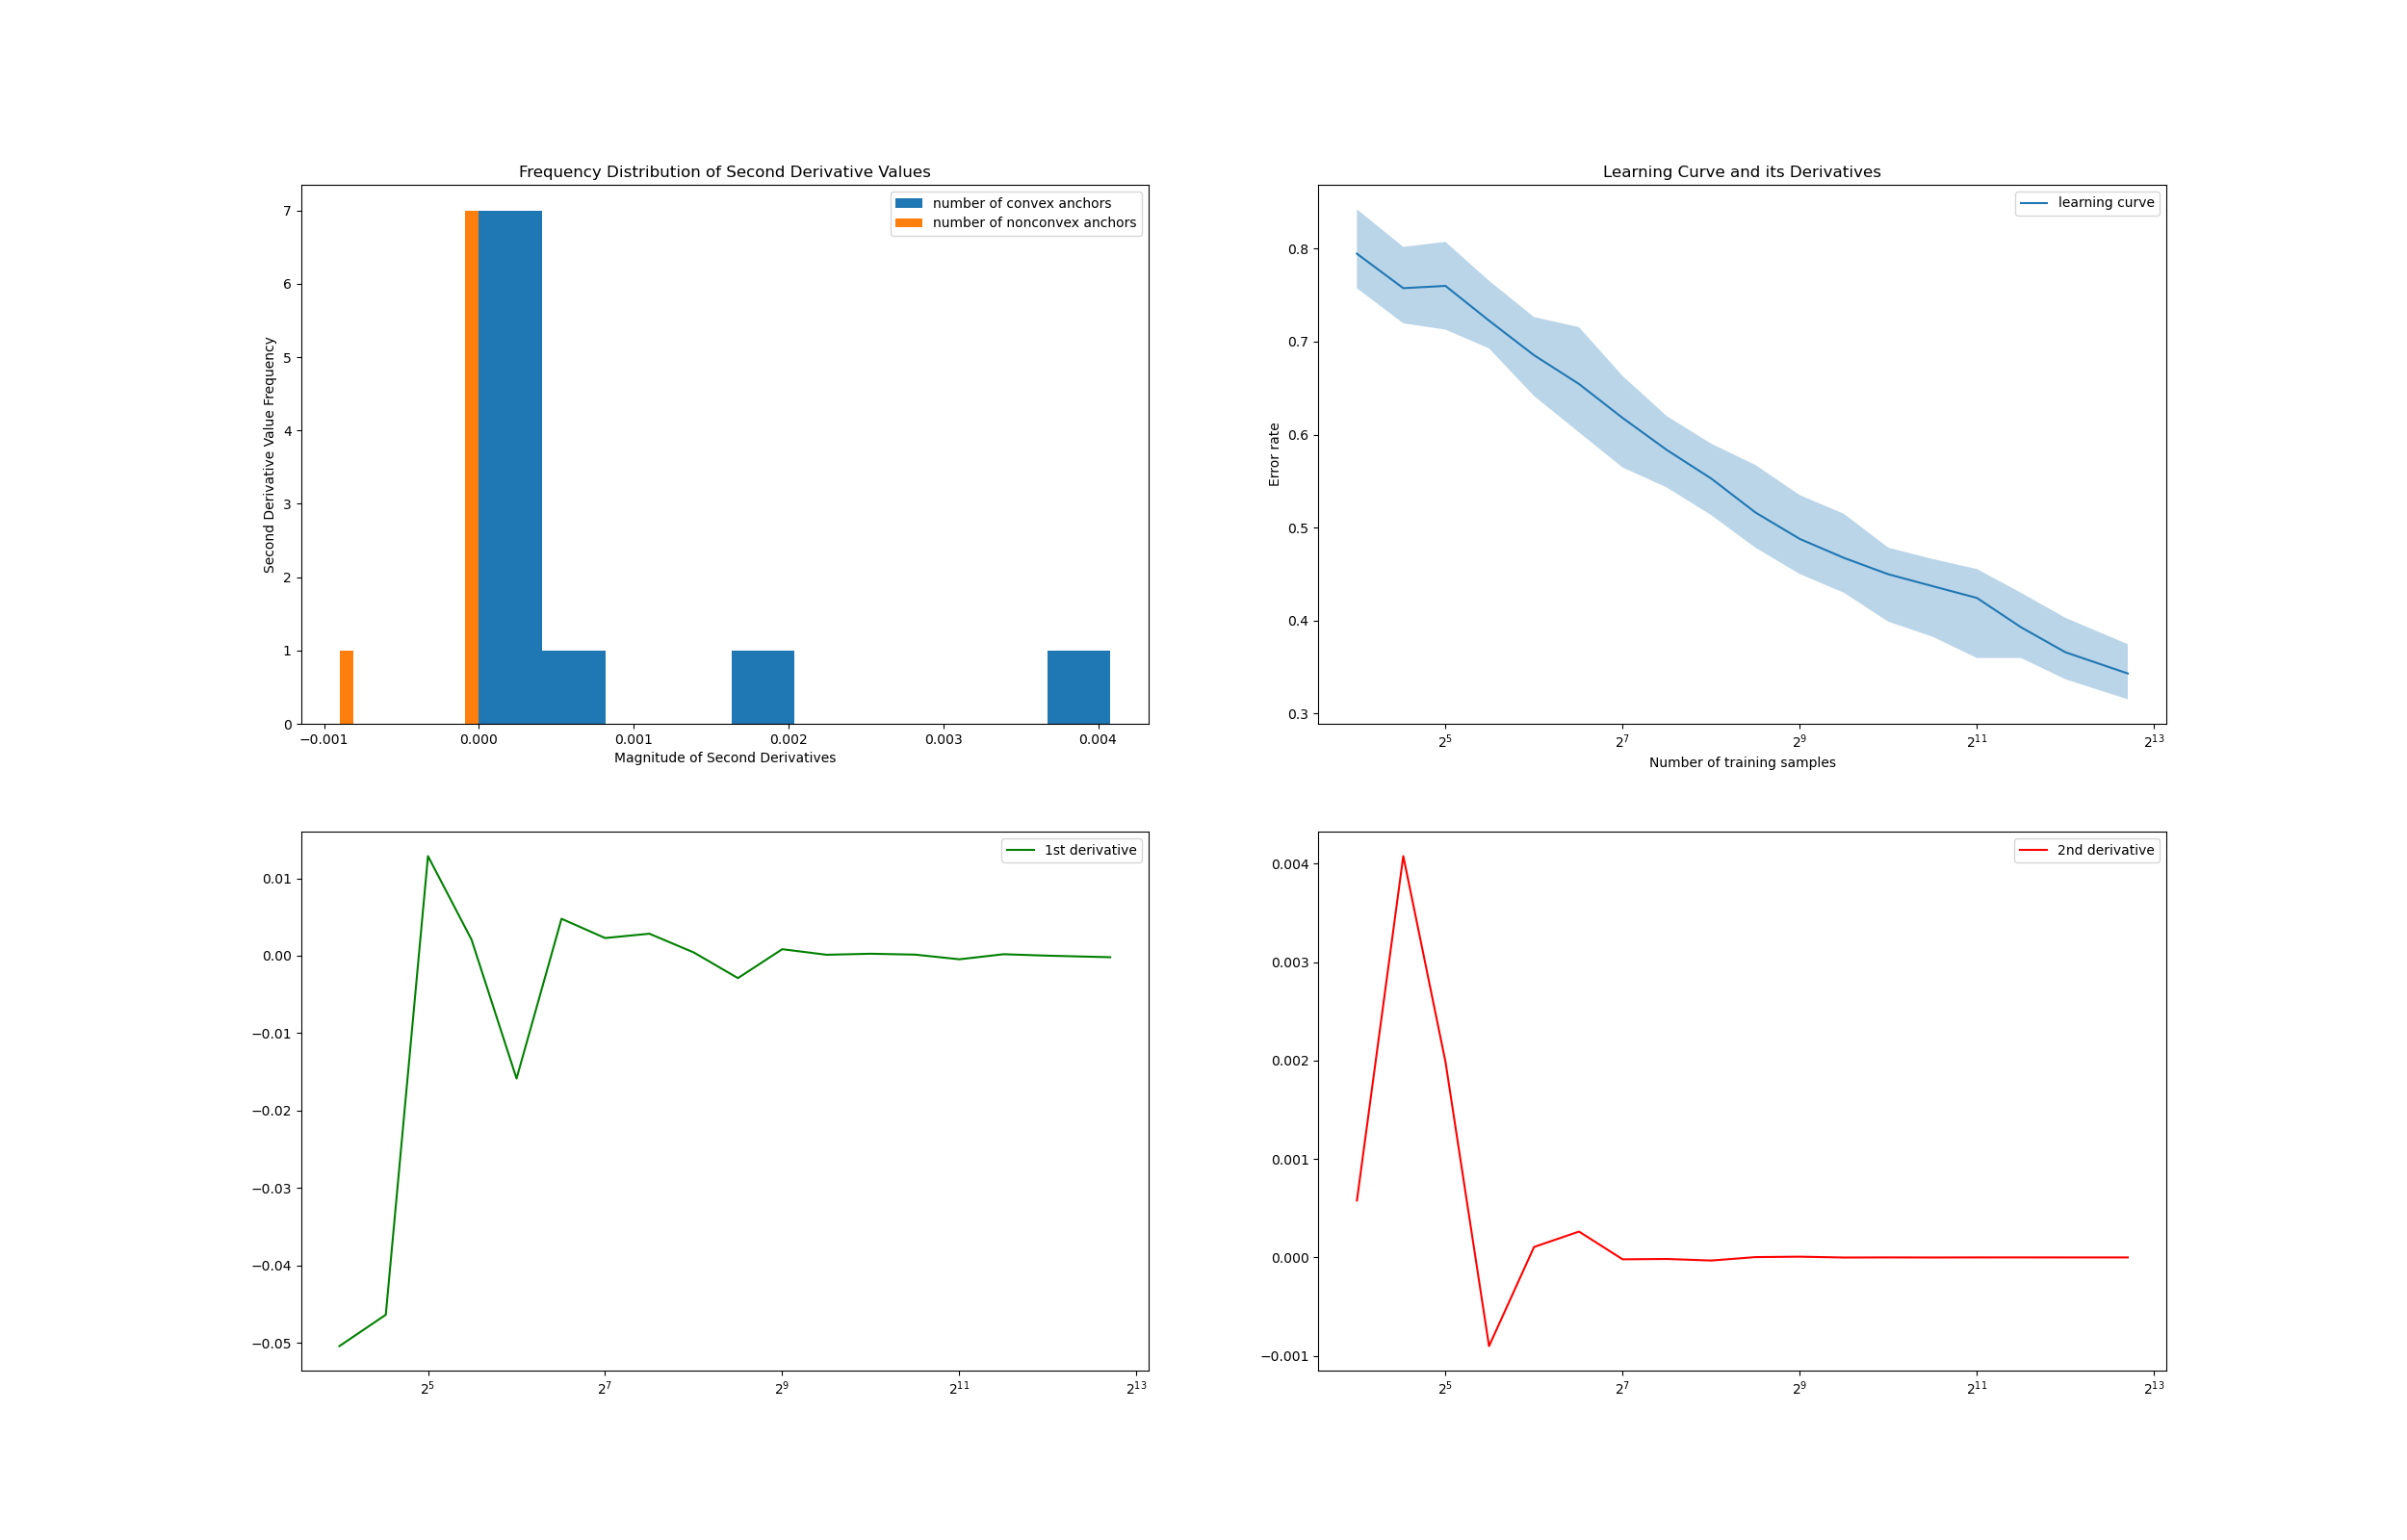 Frequency Distribution of Second Derivative Values
number of convex anchors
number of nonconvex anchors
Second Derivative Value Frequency
7
6
5
4
3
2
1
0
−0.001 0.000 0.001 0.002 0.003 0.004
Magnitude of Second Derivatives
Learning Curve and its Derivatives
learning curve
Error rate
0.8
0.7
0.6
0.5
0.4
0.3
2^5 2^7 2^9 2^11 2^13
Number of training samples
1st derivative
0.01
0.00
−0.01
−0.02
−0.03
−0.04
−0.05
2^5 2^7 2^9 2^11 2^13
2nd derivative
0.004
0.003
0.002
0.001
0.000
−0.001
2^5 2^7 2^9 2^11 2^13